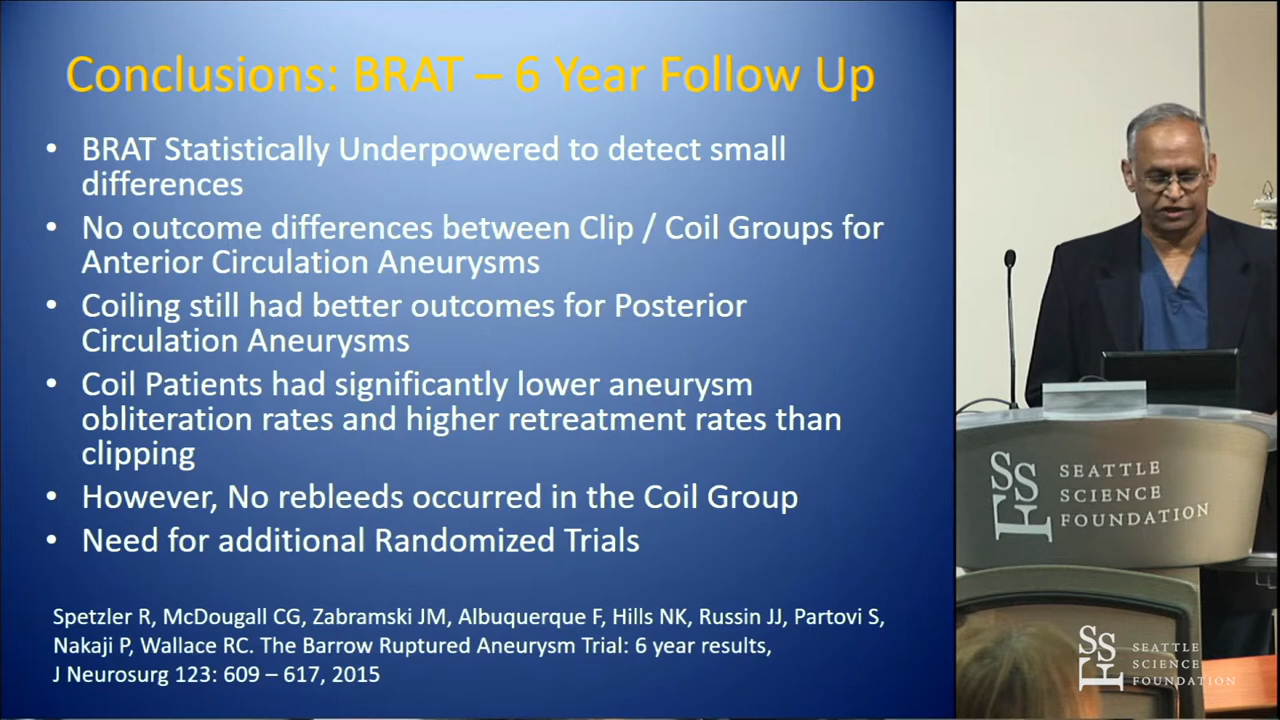 Conclusions: BRAT – 6 Year Follow Up
• BRAT Statistically Underpowered to detect small
differences
• No outcome differences between Clip / Coil Groups for
Anterior Circulation Aneurysms
• Coiling still had better outcomes for Posterior
Circulation Aneurysms
• Coil Patients had significantly lower aneurysm
obliteration rates and higher retreatment rates than
clipping
• However, No rebleeds occurred in the Coil Group
• Need for additional Randomized Trials
Spetzler R, McDougall CG, Zabramski JM, Albuquerque F, Hills NK, Russin JJ, Partovi S,
Nakaji P, Wallace RC. The Barrow Ruptured Aneurysm Trial: 6 year results,
J Neurosurg 123: 609 – 617, 2015
SSF
SEATTLE
SCIENCE
FOUNDATION
SSF
SEATTLE
SCIENCE
FOUNDATION